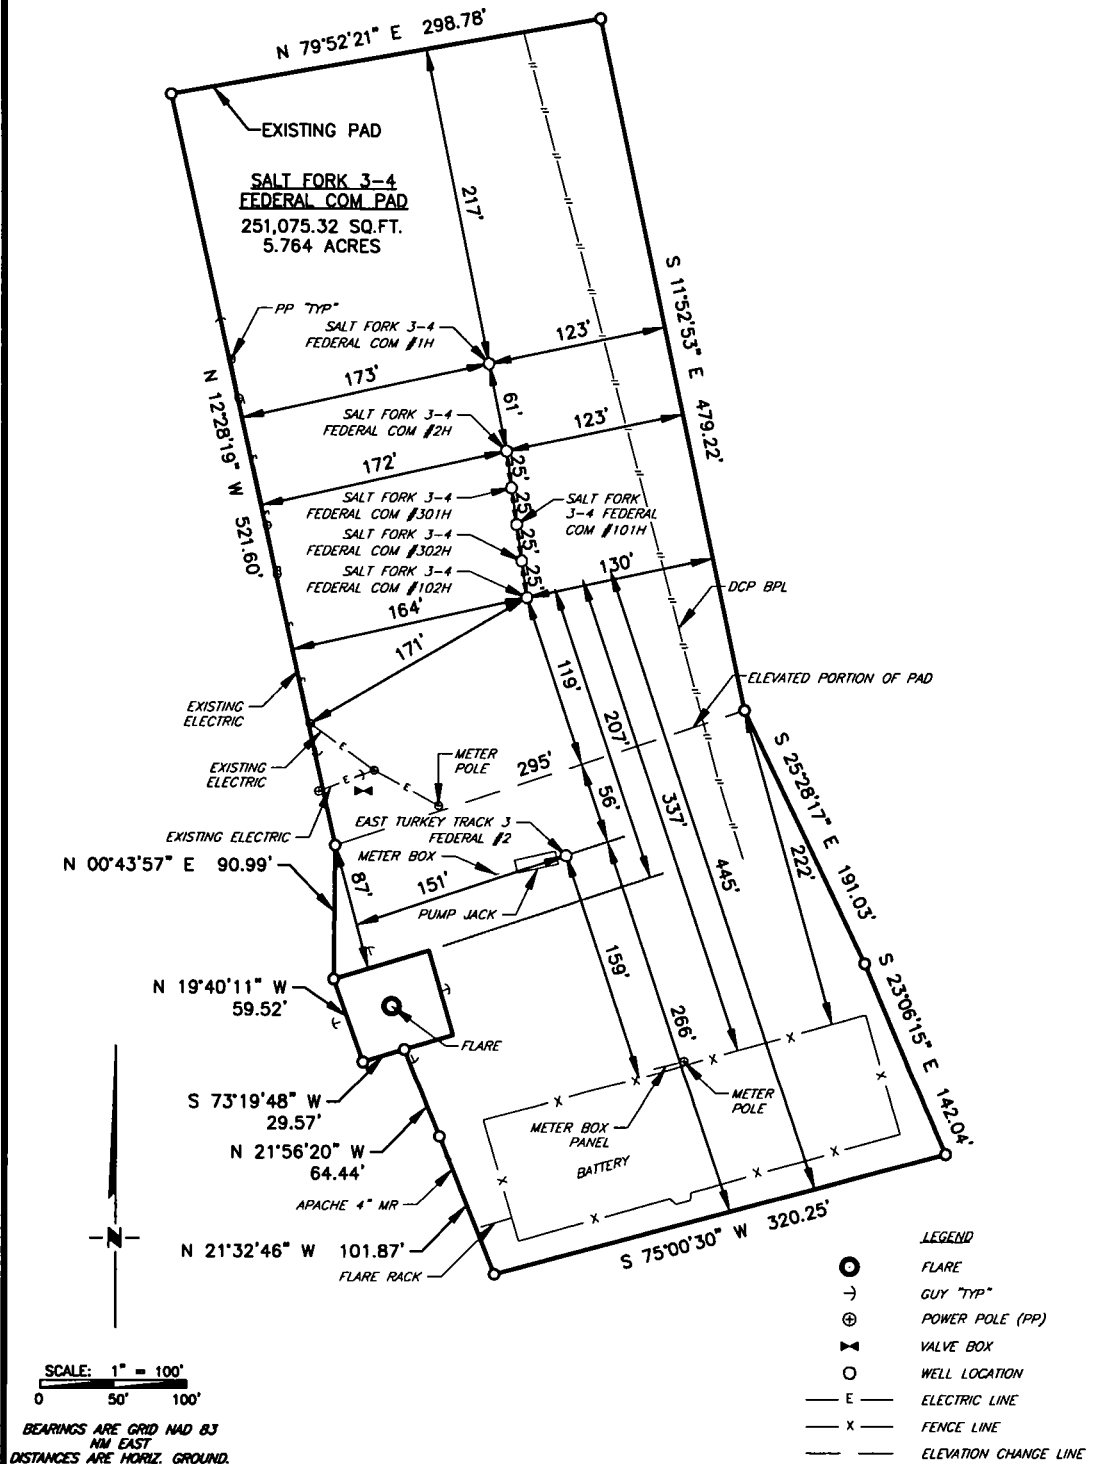 N 79°52'21" E 298.78'
EXISTING PAD
SALT FORK 3-4
FEDERAL COM PAD
251,075.32 SQ.FT.
5.764 ACRES
217'
S 11°52'53" E 479.22'
PP "TYP"
SALT FORK 3-4
FEDERAL COM #1H
123'
173'
N 12°28'19" W 521.60'
61'
SALT FORK 3-4
FEDERAL COM #2H
123'
172'
25'
SALT FORK 3-4
FEDERAL COM #301H
25'
SALT FORK
3-4 FEDERAL
COM #101H
SALT FORK 3-4
FEDERAL COM #302H
25'
SALT FORK 3-4
FEDERAL COM #102H
25'
130'
DCP BPL
164'
171'
119'
ELEVATED PORTION OF PAD
EXISTING
ELECTRIC
207'
S 25°28'17" E 191.03'
EXISTING
ELECTRIC
E
E
E
METER
POLE
295'
56'
337'
EXISTING ELECTRIC
EAST TURKEY TRACK 3
FEDERAL #2
N 00°43'57" E 90.99'
METER BOX
87'
151'
445'
222'
PUMP JACK
159'
N 19°40'11" W
59.52'
S 23°06'15" E 142.04'
266'
FLARE
X
X
X
X
S 73°19'48" W
29.57'
METER
POLE
METER BOX
PANEL
N 21°56'20" W
64.44'
BATTERY
X
X
X
X
X
APACHE 4" MR
N 21°32'46" W 101.87'
FLARE RACK
S 75°00'30" W 320.25'
N
LEGEND
FLARE
GUY "TYP"
POWER POLE (PP)
VALVE BOX
WELL LOCATION
E ELECTRIC LINE
X FENCE LINE
ELEVATION CHANGE LINE
SCALE: 1" = 100'
0 50' 100'
BEARINGS ARE GRID NAD 83
NM EAST
DISTANCES ARE HORIZ. GROUND.